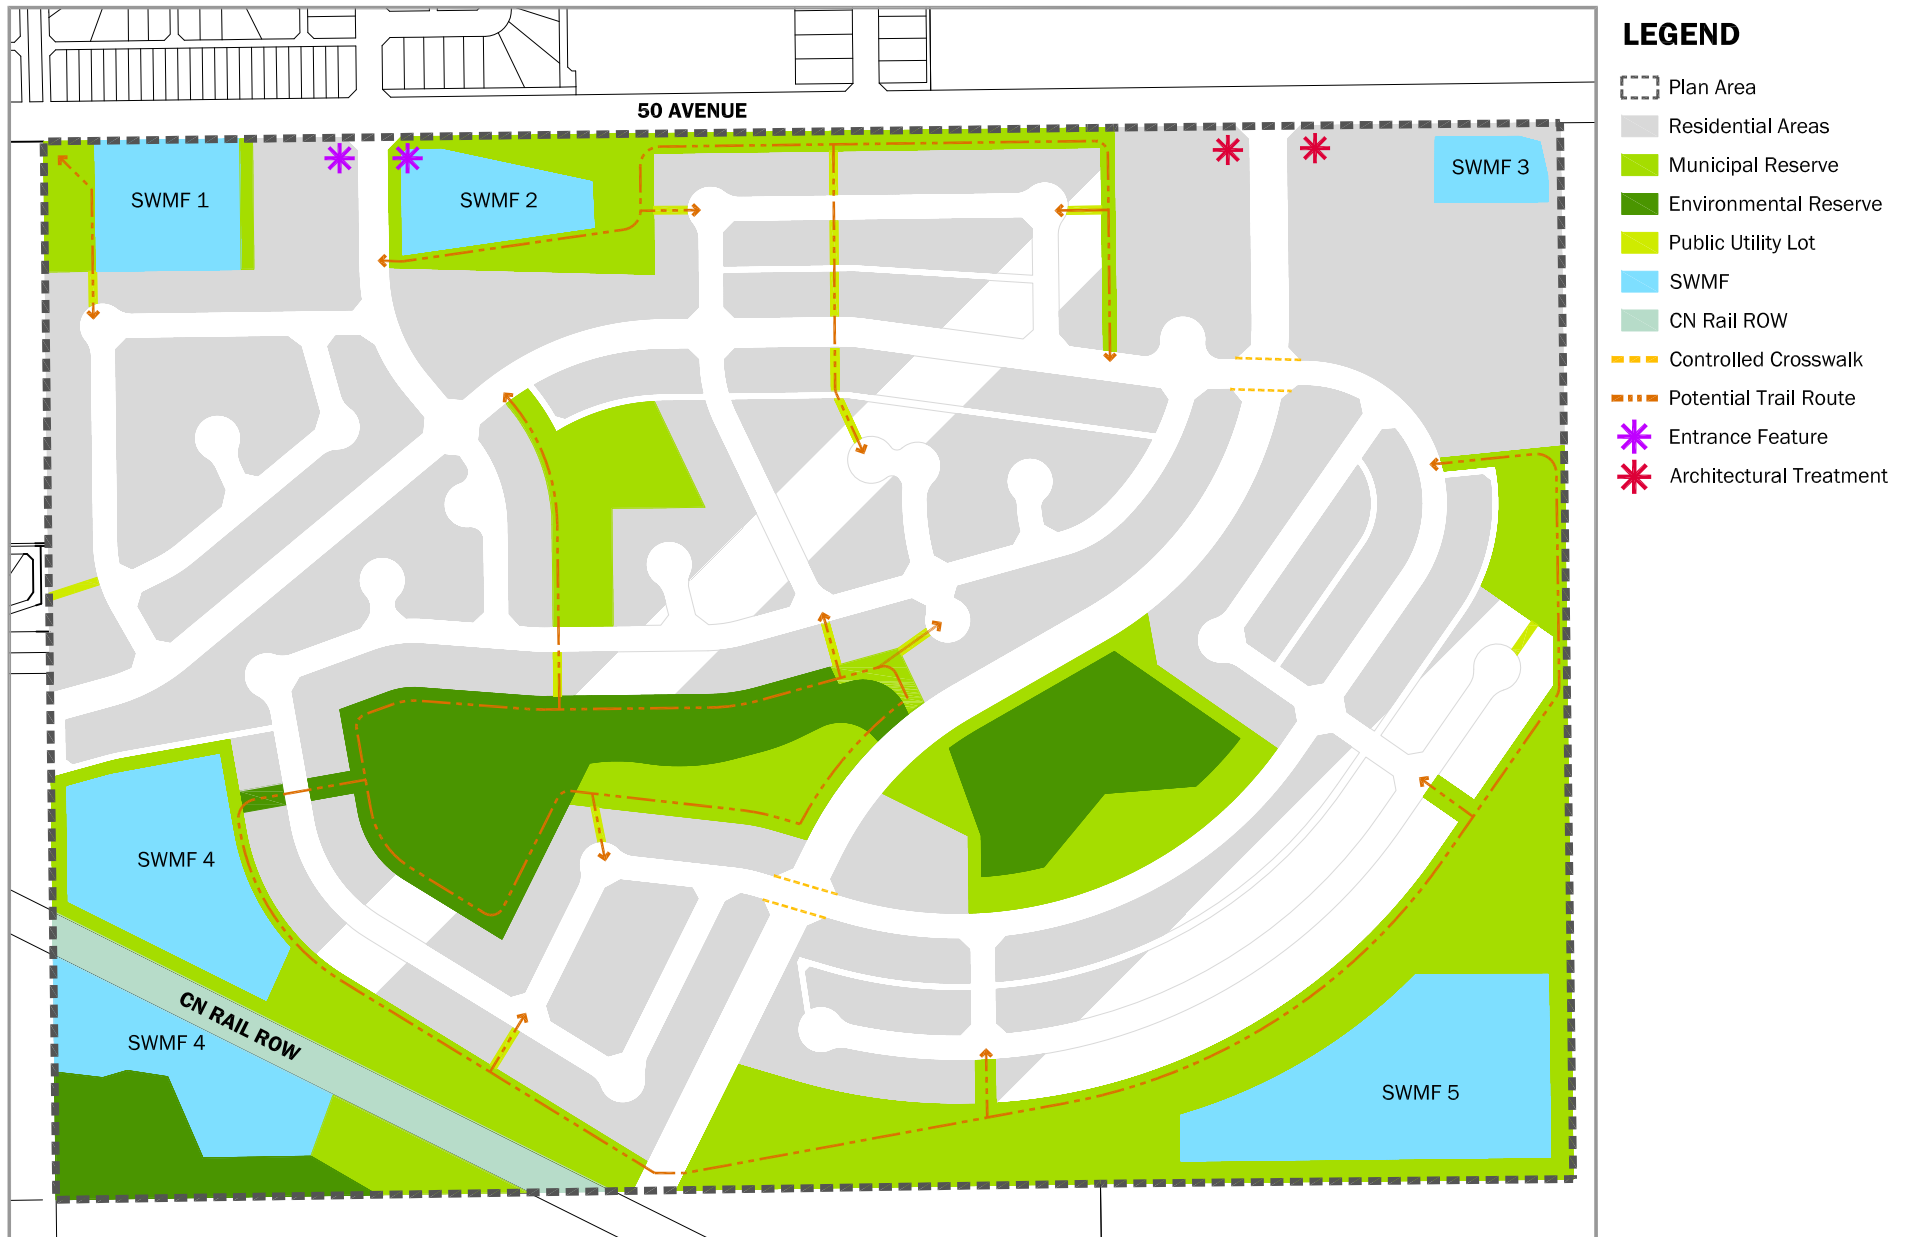 50 AVENUE
SWMF 1
SWMF 2
SWMF 3
SWMF 4
CN RAIL ROW
SWMF 4
SWMF 5
LEGEND
Plan Area
Residential Areas
Municipal Reserve
Environmental Reserve
Public Utility Lot
SWMF
CN Rail ROW
Controlled Crosswalk
Potential Trail Route
Entrance Feature
Architectural Treatment